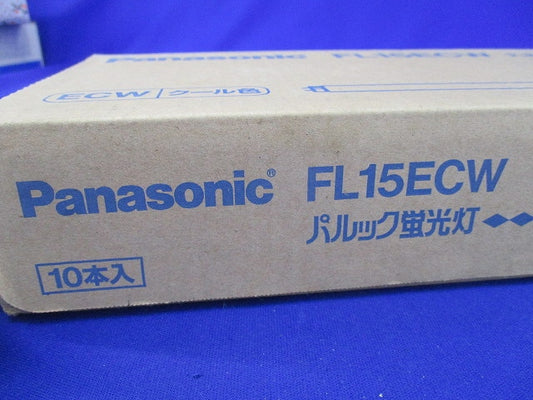 Panasonic FL15ECW
ECW クール色
Panasonic® FL15ECW
パルック蛍光灯
10本入